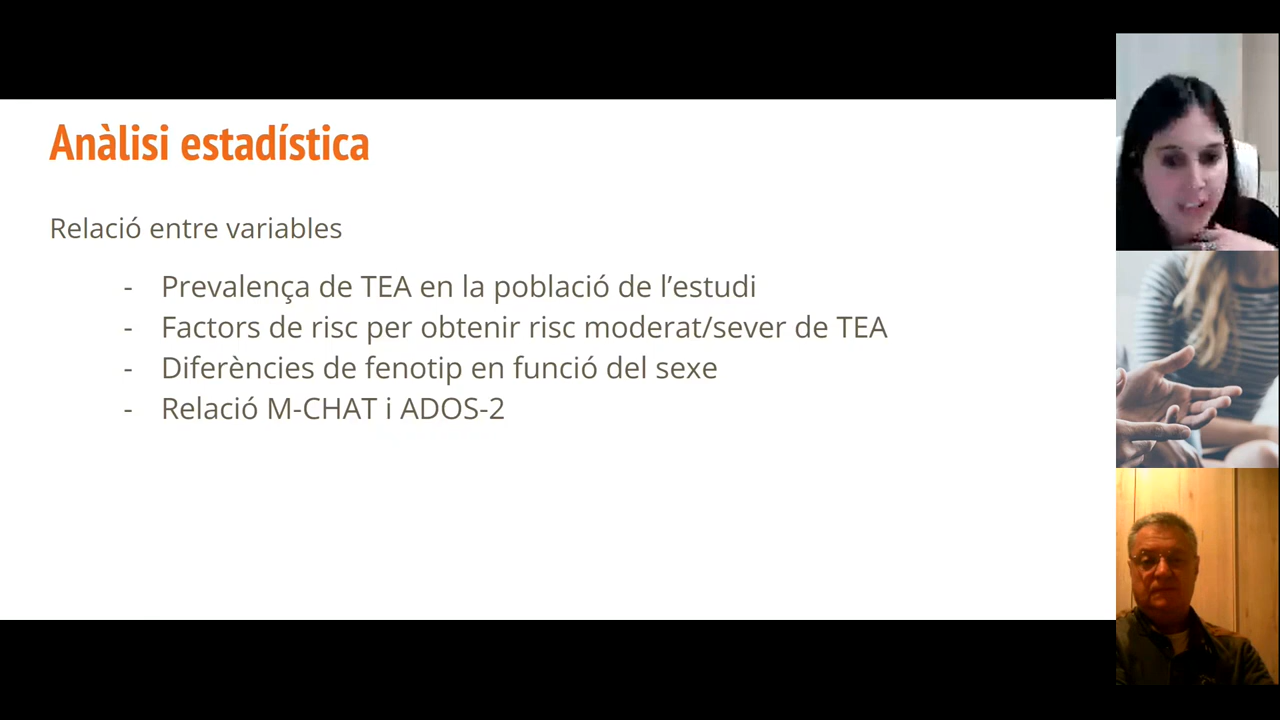 Anàlisi estadística
Relació entre variables
- Prevalença de TEA en la població de l’estudi
- Factors de risc per obtenir risc moderat/sever de TEA
- Diferències de fenotip en funció del sexe
- Relació M-CHAT i ADOS-2